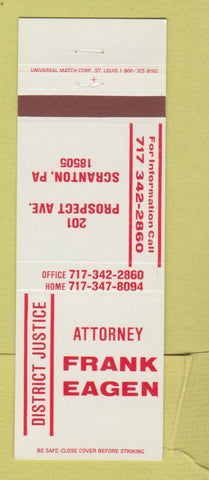 UNIVERSAL MATCH CORP., ST. LOUIS 1-800-325-8165
For Information Call
717 342-2860
201
PROSPECT AVE.
SCRANTON, PA
18505
OFFICE 717-342-2860
HOME 717-347-8094
DISTRICT JUSTICE
ATTORNEY
FRANK
EAGEN
BE SAFE-CLOSE COVER BEFORE STRIKING